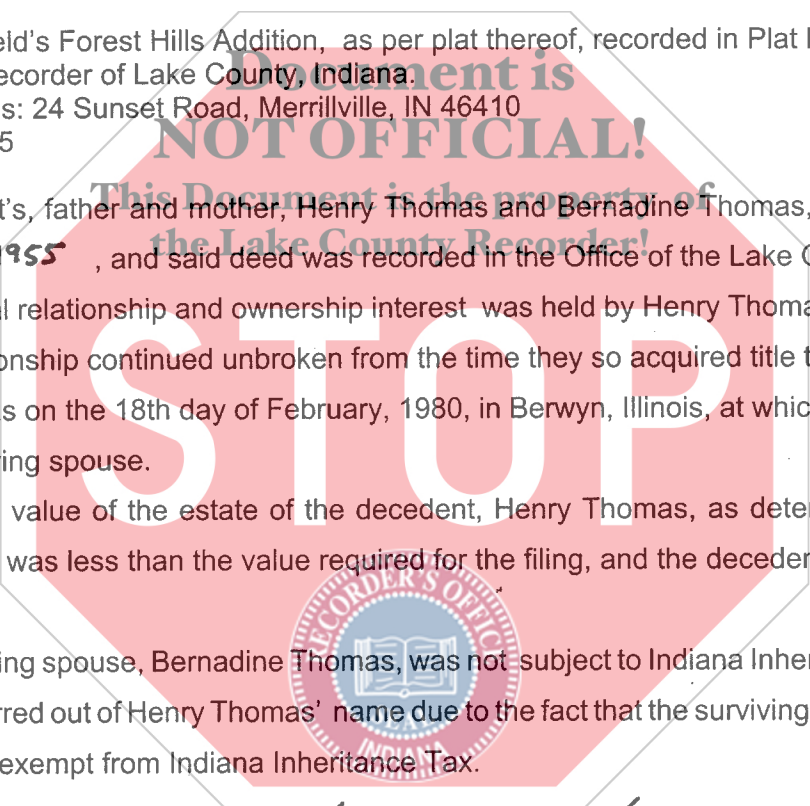 eld's Forest Hills Addition, as per plat thereof, recorded in Plat
Document is
ecorder of Lake County, Indiana.
s: 24 Sunset Road, Merrillville, IN 46410
NOT OFFICIAL!
5
This Document is the property of
t's, father and mother, Henry Thomas and Bernadine Thomas,
the Lake County Recorder!
1955 , and said deed was recorded in the Office of the Lake
l relationship and ownership interest was held by Henry Thoma
onship continued unbroken from the time they so acquired title t
STOP
s on the 18th day of February, 1980, in Berwyn, Illinois, at whic
ing spouse.
value of the estate of the decedent, Henry Thomas, as dete
was less than the value required for the filing, and the deceden
RECORDER'S OFFICE
ing spouse, Bernadine Thomas, was not subject to Indiana Inhe
rred out of Henry Thomas' name due to the fact that the surviving
SEAL
INDIANA
exempt from Indiana Inheritance Tax.